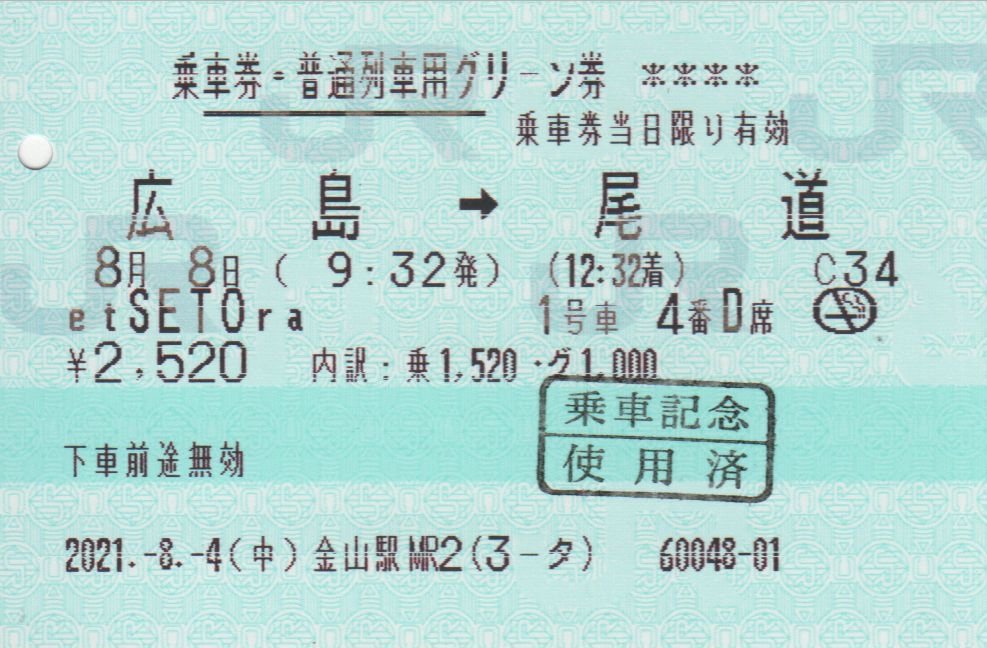 乗車券・普通列車用グリーン券 ****
乗車券当日限り有効
広島 → 尾道
8月 8日 ( 9:32発) (12:32着) C34
etSETOra 1号車 4番D席
¥2,520 内訳:乗1,520・グ1,000
乗車記念
使用済
下車前途無効
2021.-8.-4(中)金山駅MR2(3-タ) 60048-01